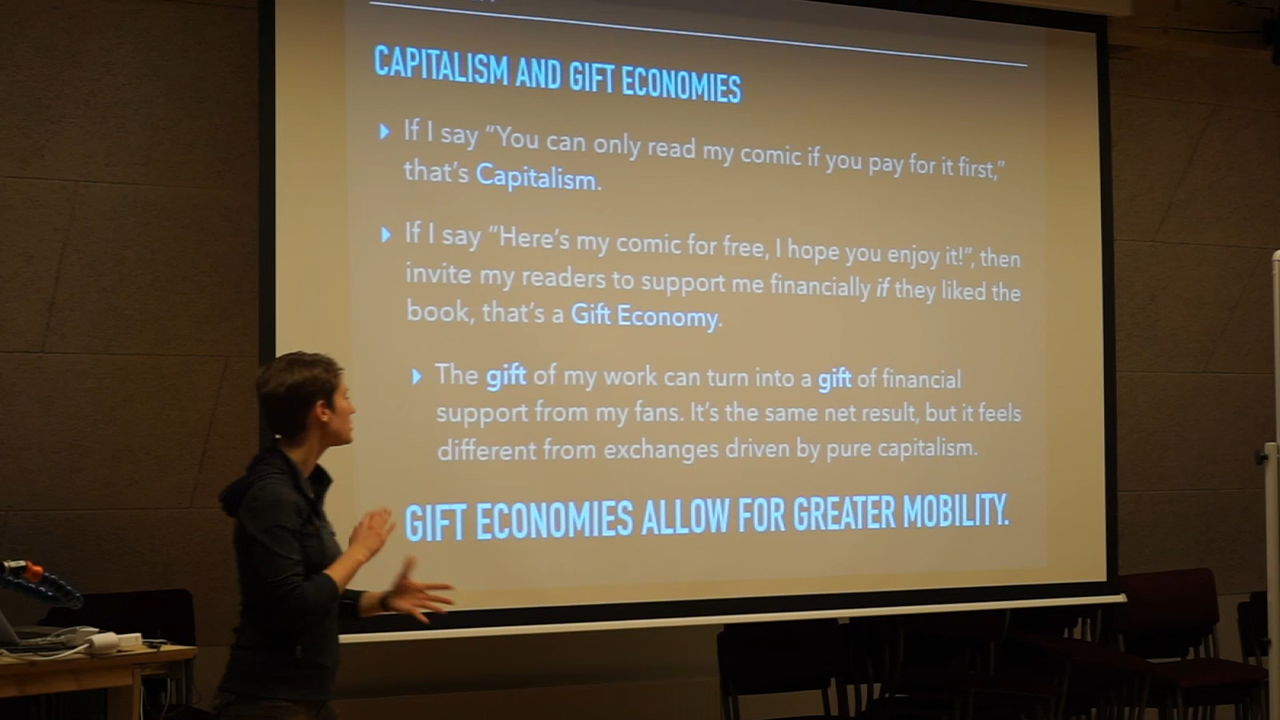 CAPITALISM AND GIFT ECONOMIES
If I say “You can only read my comic if you pay for it first,”
that’s Capitalism.
If I say “Here’s my comic for free, I hope you enjoy it!”, then
invite my readers to support me financially if they liked the
book, that’s a Gift Economy.
The gift of my work can turn into a gift of financial
support from my fans. It’s the same net result, but it feels
different from exchanges driven by pure capitalism.
GIFT ECONOMIES ALLOW FOR GREATER MOBILITY.